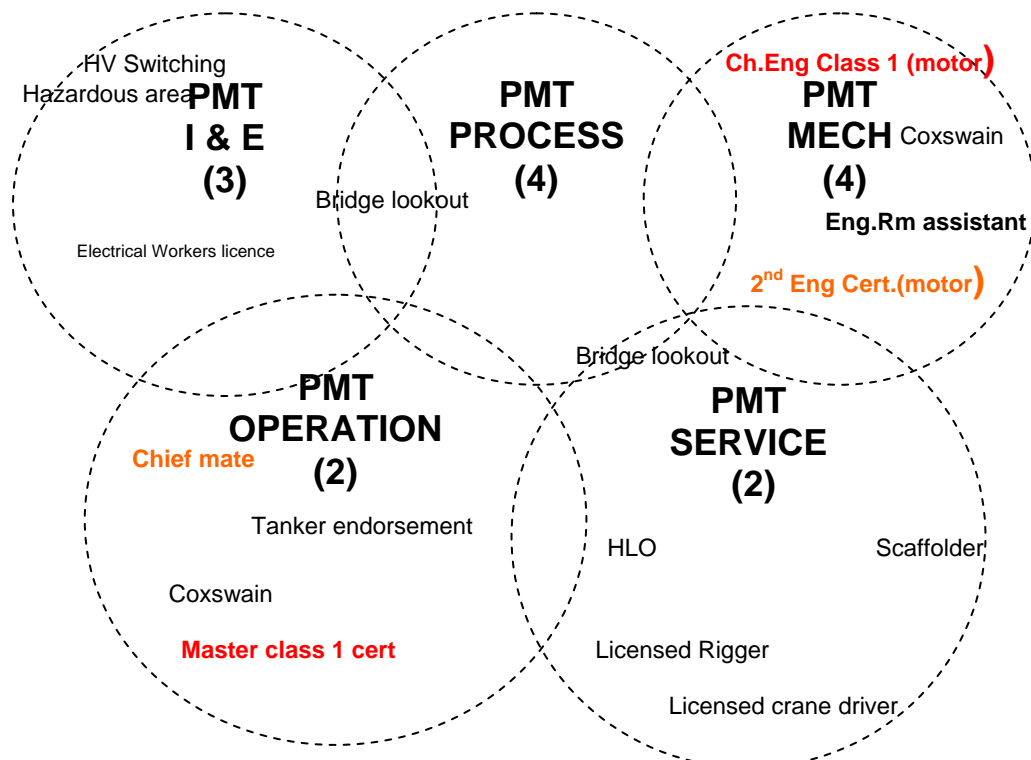 HV Switching
Hazardous area
PMT
I & E
(3)
Electrical Workers licence
Bridge lookout
PMT
PROCESS
(4)
Ch.Eng Class 1 (motor)
PMT
MECH
(4)
Coxswain
Eng.Rm assistant
2nd Eng Cert.(motor)
Bridge lookout
PMT
OPERATION
(2)
Chief mate
Tanker endorsement
Coxswain
Master class 1 cert
PMT
SERVICE
(2)
HLO
Scaffolder
Licensed Rigger
Licensed crane driver